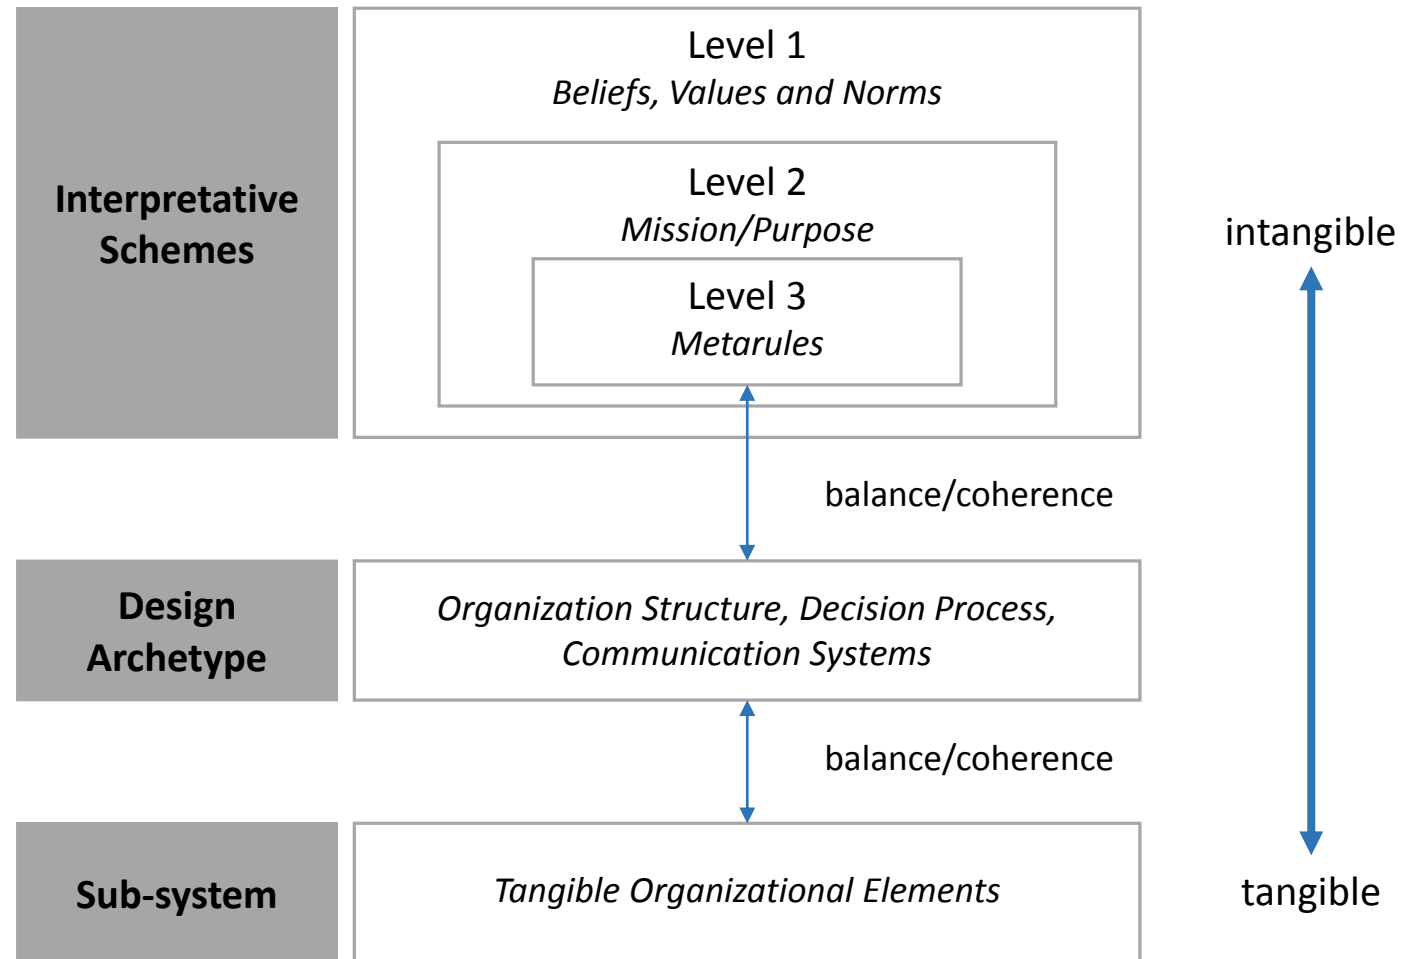 Interpretative
Schemes
Level 1
Beliefs, Values and Norms
Level 2
Mission/Purpose
Level 3
Metarules
intangible
balance/coherence
Design
Archetype
Organization Structure, Decision Process,
Communication Systems
balance/coherence
Sub-system
Tangible Organizational Elements
tangible